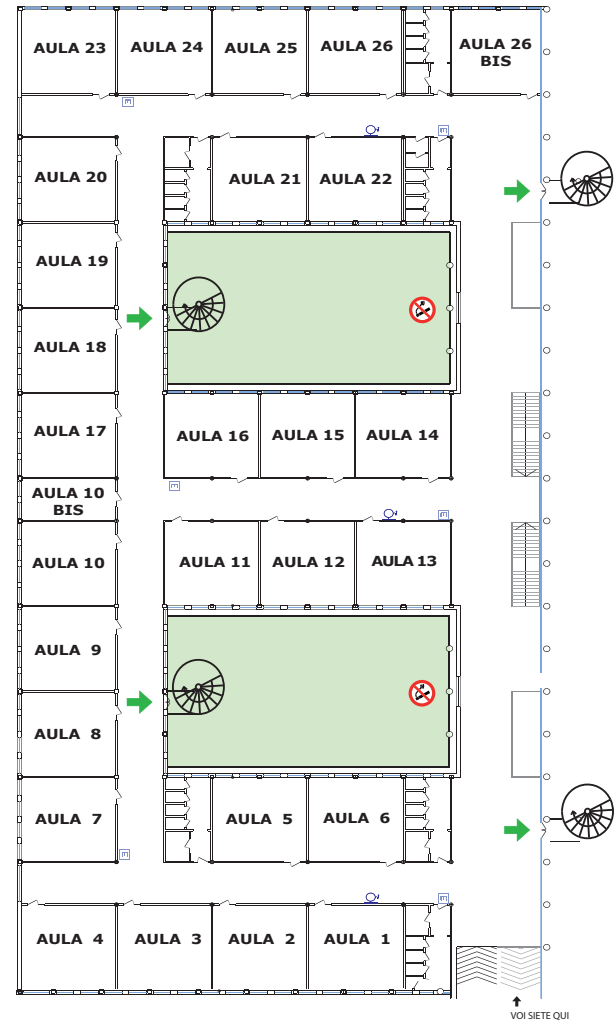 AULA 23
AULA 24
AULA 25
AULA 26
AULA 26
BIS
E
E
AULA 20
AULA 21
AULA 22
AULA 19
AULA 18
AULA 17
AULA 16
AULA 15
AULA 14
E
AULA 10
BIS
E
AULA 10
AULA 11
AULA 12
AULA 13
AULA 9
AULA 8
AULA 7
AULA 5
AULA 6
E
E
AULA 4
AULA 3
AULA 2
AULA 1
VOI SIETE QUI